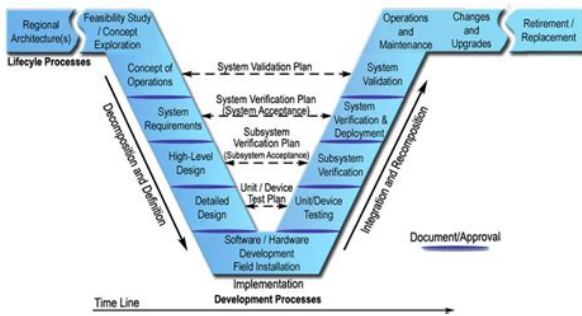 Regional
Architecture(s)
Feasibility Study
/ Concept
Exploration
Operations
and
Maintenance
Changes
and
Upgrades
Retirement /
Replacement
Lifecyle Processes
Concept of
Operations
System Validation Plan
System
Validation
System
Requirements
System Verification Plan
(System Acceptance)
System
Verification &
Deployment
High-Level
Design
Subsystem
Verification Plan
(Subsystem Acceptance)
Subsystem
Verification
Detailed
Design
Unit / Device
Test Plan
Unit/Device
Testing
Decomposition and Definition
Integration and Recomposition
Software / Hardware
Development
Field Installation
Document/Approval
Implementation
Development Processes
Time Line